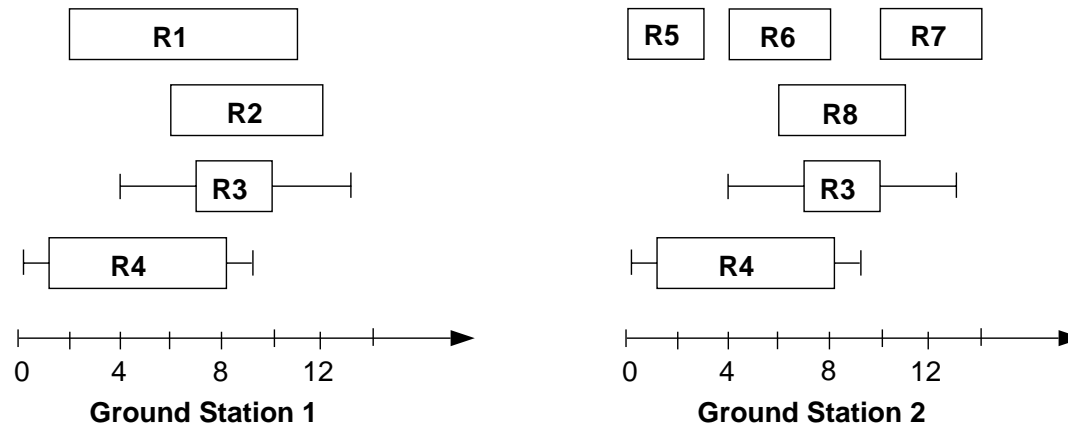 R1
R2
R3
R4
0 4 8 12
Ground Station 1
R5 R6 R7
R8
R3
R4
0 4 8 12
Ground Station 2